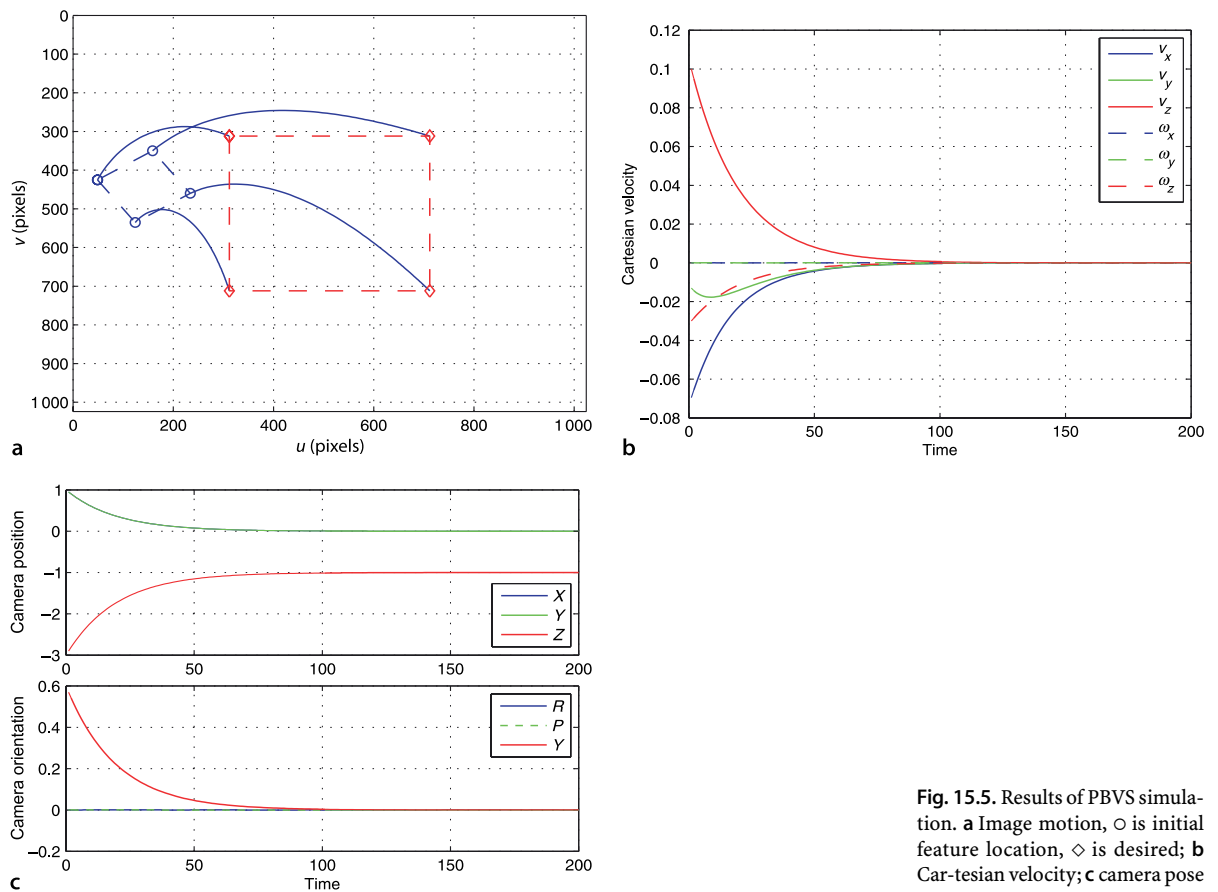 0
100
200
300
400
500
600
700
800
900
1 000
v (pixels)
0
200
400
600
800
1 000
u (pixels)
a
0.12
0.1
0.08
0.06
0.04
0.02
0
−0.02
−0.04
−0.06
−0.08
Cartesian velocity
0
50
100
150
200
Time
v_x
v_y
v_z
ω_x
ω_y
ω_z
b
1
0
−1
−2
−3
Camera position
0
50
100
150
200
X
Y
Z
0.6
0.4
0.2
0
−0.2
Camera orientation
0
50
100
150
200
Time
R
P
Y
c
Fig. 15.5. Results of PBVS simula-
tion. a Image motion, ○ is initial
feature location, ◇ is desired; b
Car-tesian velocity; c camera pose